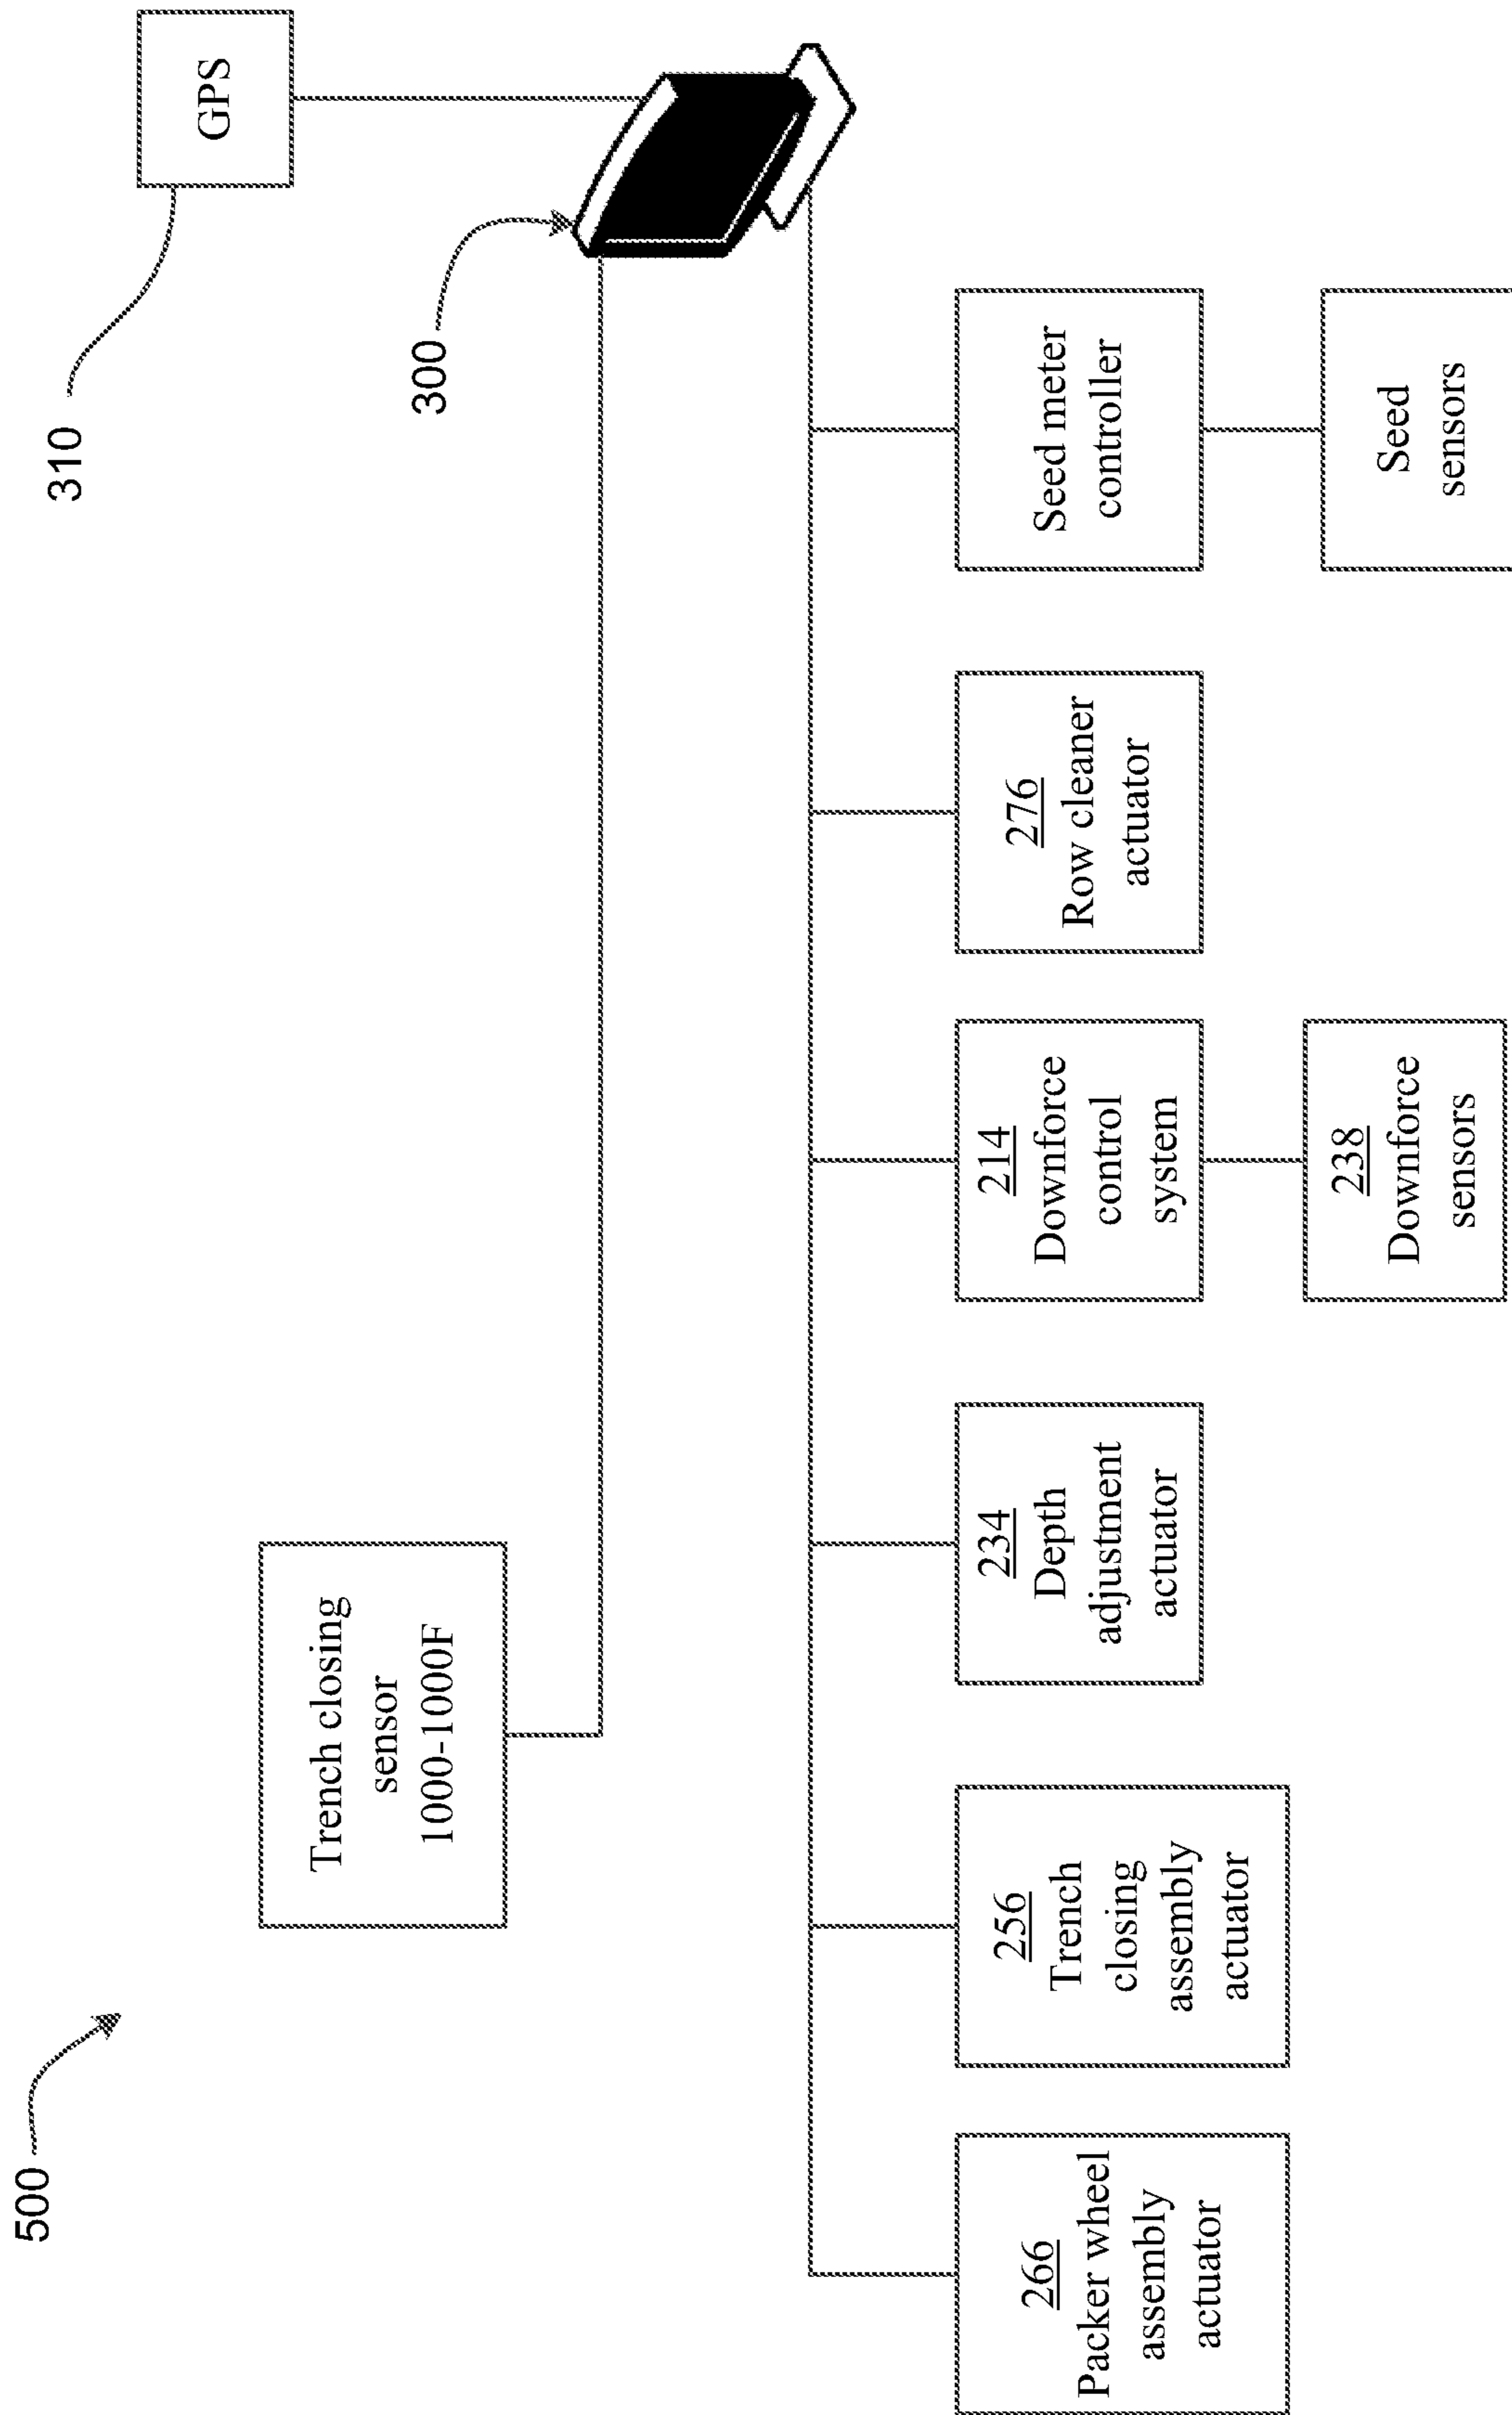 500
Trench closing
sensor
1000-1000F
310
GPS
300
266
Packer wheel
assembly
actuator
256
Trench
closing
assembly
actuator
234
Depth
adjustment
actuator
214
Downforce
control
system
238
Downforce
sensors
276
Row cleaner
actuator
Seed meter
controller
Seed
sensors